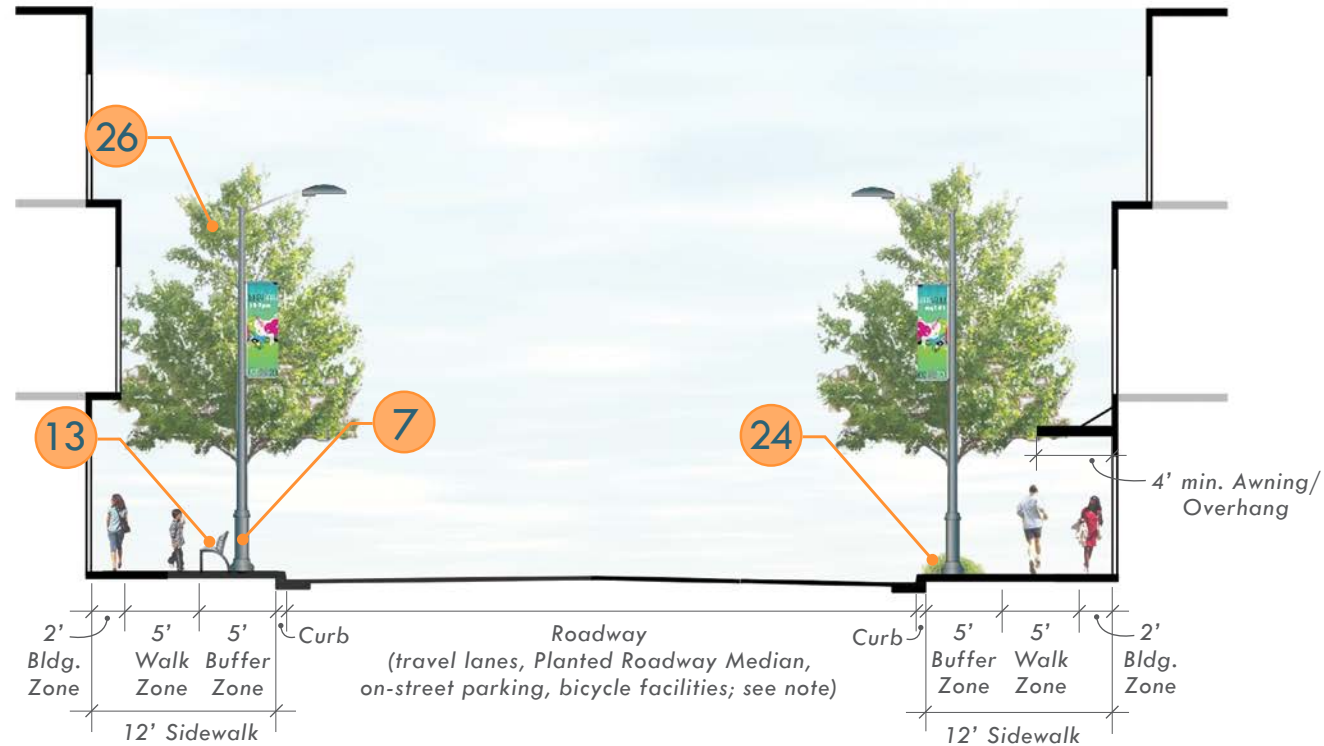 26
13
7
24
4' min. Awning/
Overhang
2'
Bldg.
Zone
5'
Walk
Zone
5'
Buffer
Zone
Curb
Roadway
(travel lanes, Planted Roadway Median,
on-street parking, bicycle facilities; see note)
Curb
5'
Buffer
Zone
5'
Walk
Zone
2'
Bldg.
Zone
12' Sidewalk
12' Sidewalk